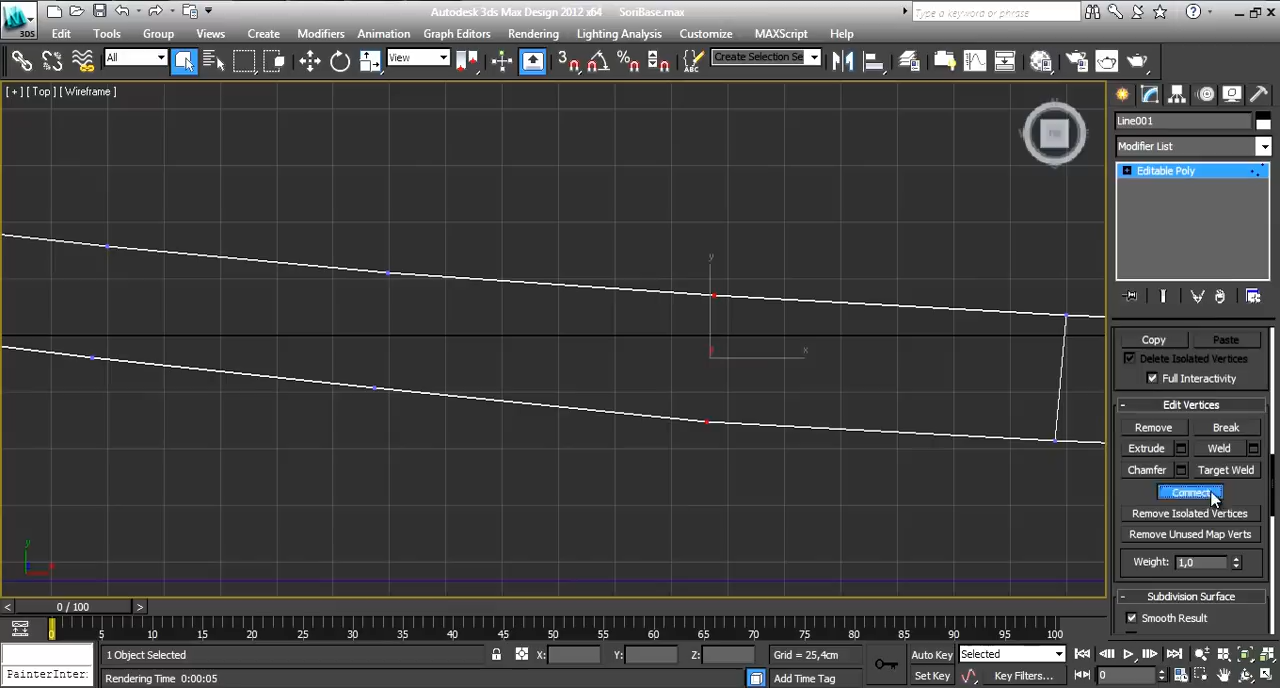 Autodesk 3ds Max Design 2012 x64 SoriBase.max
Type a keyword or phrase
3DS
Edit Tools Group Views Create Modifiers Animation Graph Editors Rendering Lighting Analysis Customize MAXScript Help
All View Create Selection Se
[ + ] [ Top ] [ Wireframe ]
Line001
Modifier List
Editable Poly
y
x
Copy Paste
Delete Isolated Vertices
Full Interactivity
- Edit Vertices
Remove Break
Extrude Weld
Chamfer Target Weld
Connect
Remove Isolated Vertices
Remove Unused Map Verts
Weight: 1,0
- Subdivision Surface
Smooth Result
y
< 0 / 100 >
0 5 10 15 20 25 30 35 40 45 50 55 60 65 70 75 80 85 90 95 100
1 Object Selected X: Y: Z: Grid = 25,4cm Auto Key Selected
PainterInter: Rendering Time 0:00:05 Add Time Tag Set Key Key Filters... 0